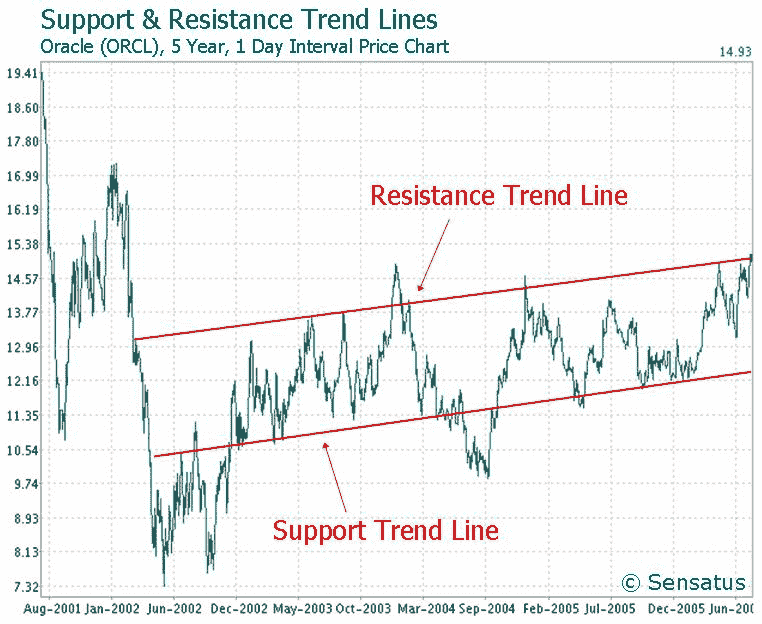 Support & Resistance Trend Lines
Oracle (ORCL), 5 Year, 1 Day Interval Price Chart
14.93
19.41
18.60
17.80
16.99
16.19
15.38
14.57
13.77
12.96
12.16
11.35
10.54
9.74
8.93
8.13
7.32
Resistance Trend Line
Support Trend Line
© Sensatus
Aug-2001 Jan-2002 Jun-2002 Dec-2002 May-2003 Oct-2003 Mar-2004 Sep-2004 Feb-2005 Jul-2005 Dec-2005 Jun-200